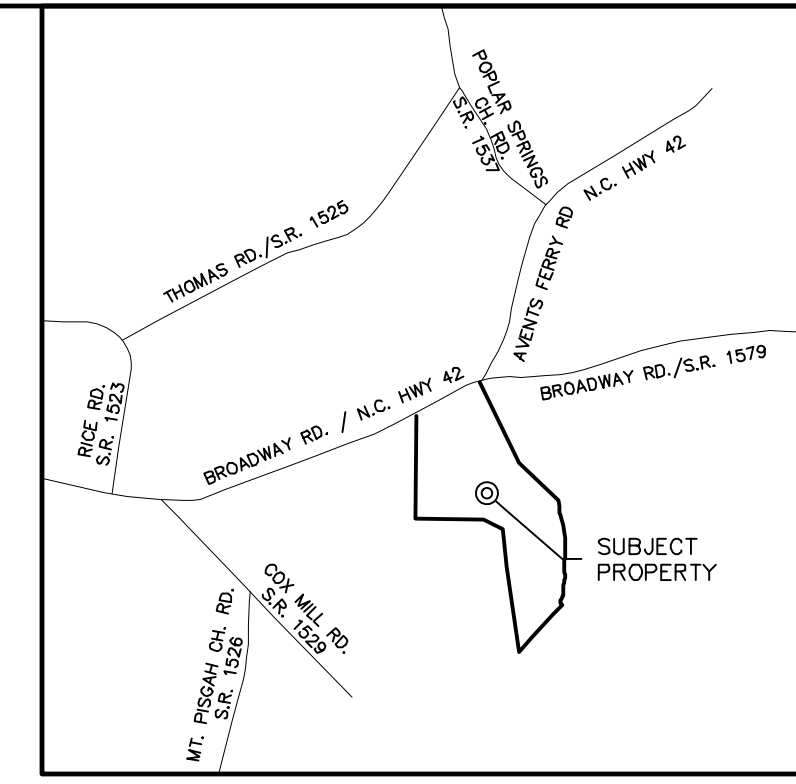 POPLAR SPRINGS
CH. RD.
S.R. 1537
N.C. HWY 42
THOMAS RD./S.R. 1525
AVENTS FERRY RD
BROADWAY RD./S.R. 1579
RICE RD.
S.R. 1523
BROADWAY RD. / N.C. HWY 42
SUBJECT
PROPERTY
COX MILL RD.
S.R. 1529
MT. PISGAH CH. RD.
S.R. 1526